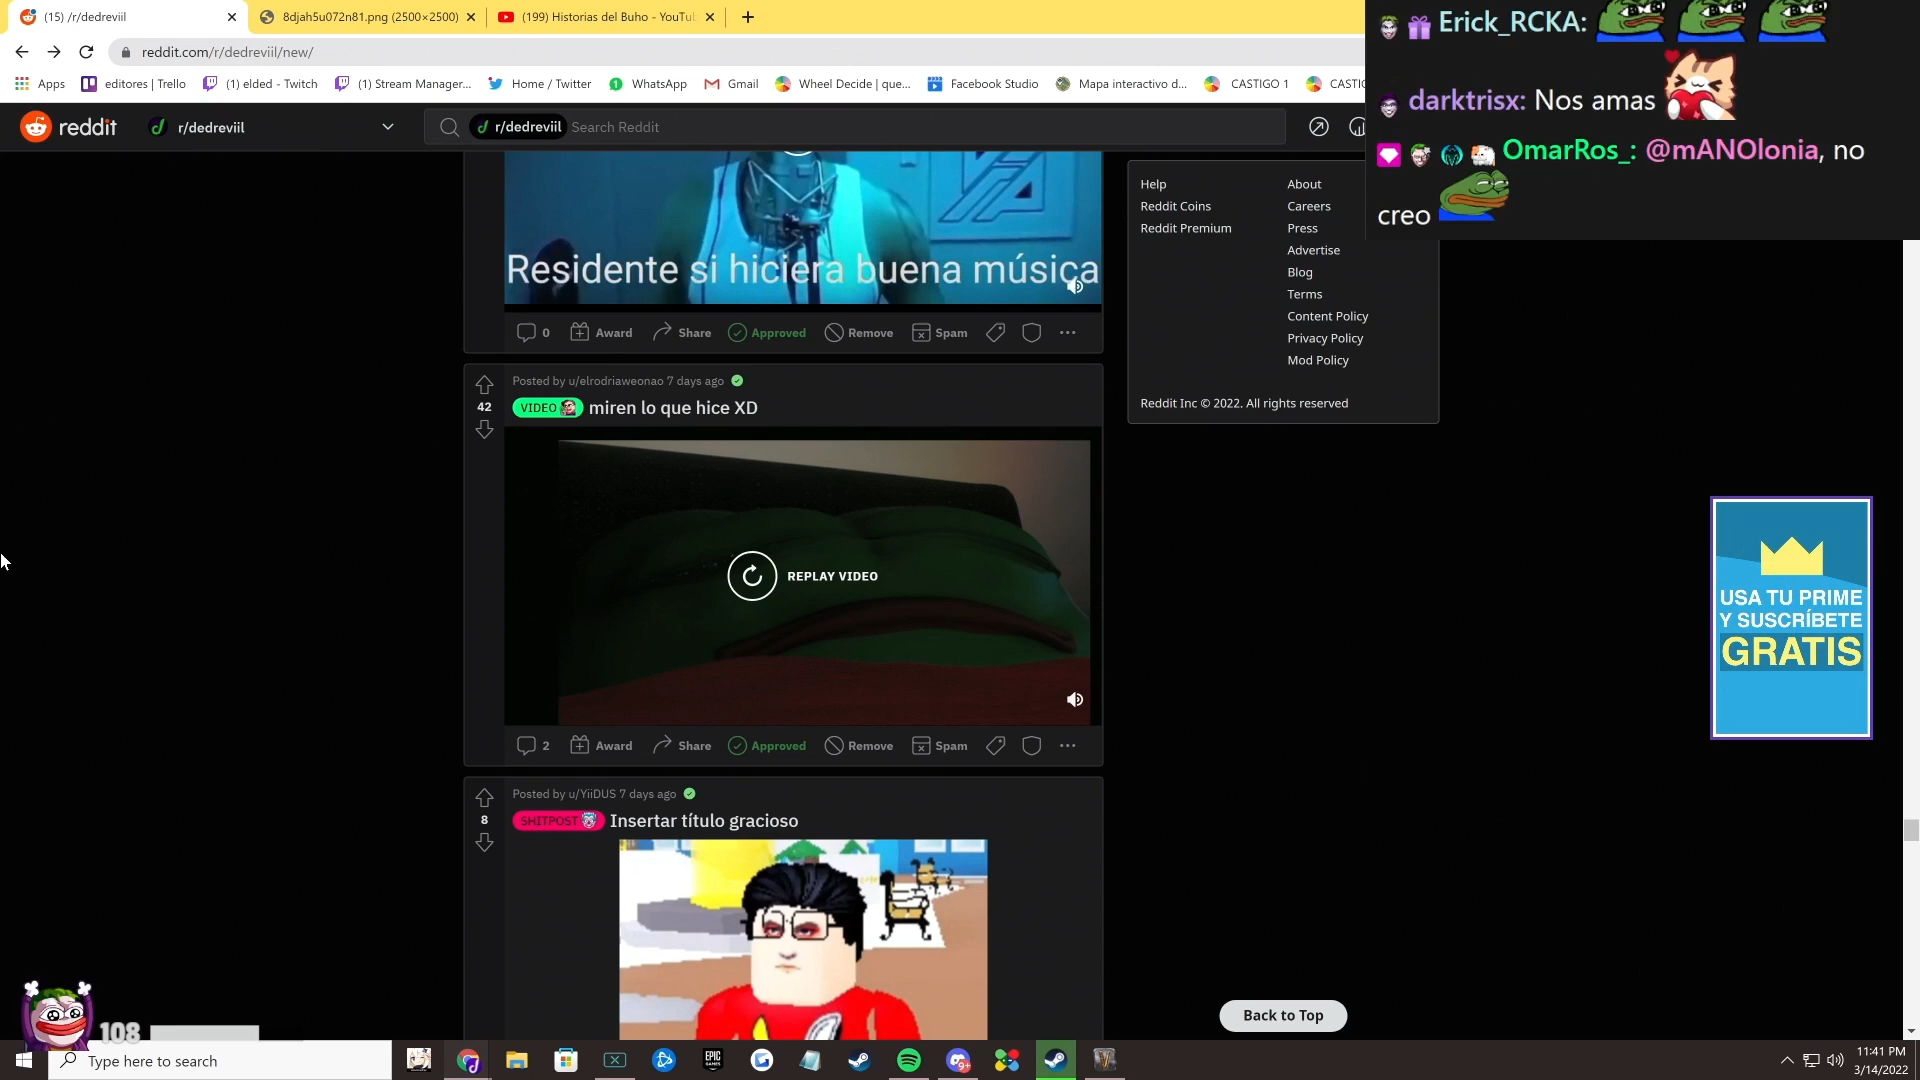 (15) /r/dedreviil
8djah5u072n81.png (2500×2500)
(199) Historias del Buho - YouTu
reddit.com/r/dedreviil/new/
Apps
editores | Trello
(1) elded - Twitch
(1) Stream Manager...
Home / Twitter
WhatsApp
Gmail
Wheel Decide | que...
Facebook Studio
Mapa interactivo d...
CASTIGO 1
CASTIG
Erick_RCKA:
darktrisx: Nos amas
OmarRos_: @mANOlonia, no
creo
reddit
r/dedreviil
r/dedreviil
Search Reddit
Residente si hiciera buena música
0
Award
Share
Approved
Remove
Spam
Help
Reddit Coins
Reddit Premium
About
Careers
Press
Advertise
Blog
Terms
Content Policy
Privacy Policy
Mod Policy
Reddit Inc © 2022. All rights reserved
Posted by u/elrodriaweonao 7 days ago
42
VIDEO
miren lo que hice XD
REPLAY VIDEO
2
Award
Share
Approved
Remove
Spam
USA TU PRIME
Y SUSCRÍBETE
GRATIS
Posted by u/YiiDUS 7 days ago
8
SHITPOST
Insertar título gracioso
Back to Top
108
Type here to search
EPIC
GAMES
9+
11:41 PM
3/14/2022